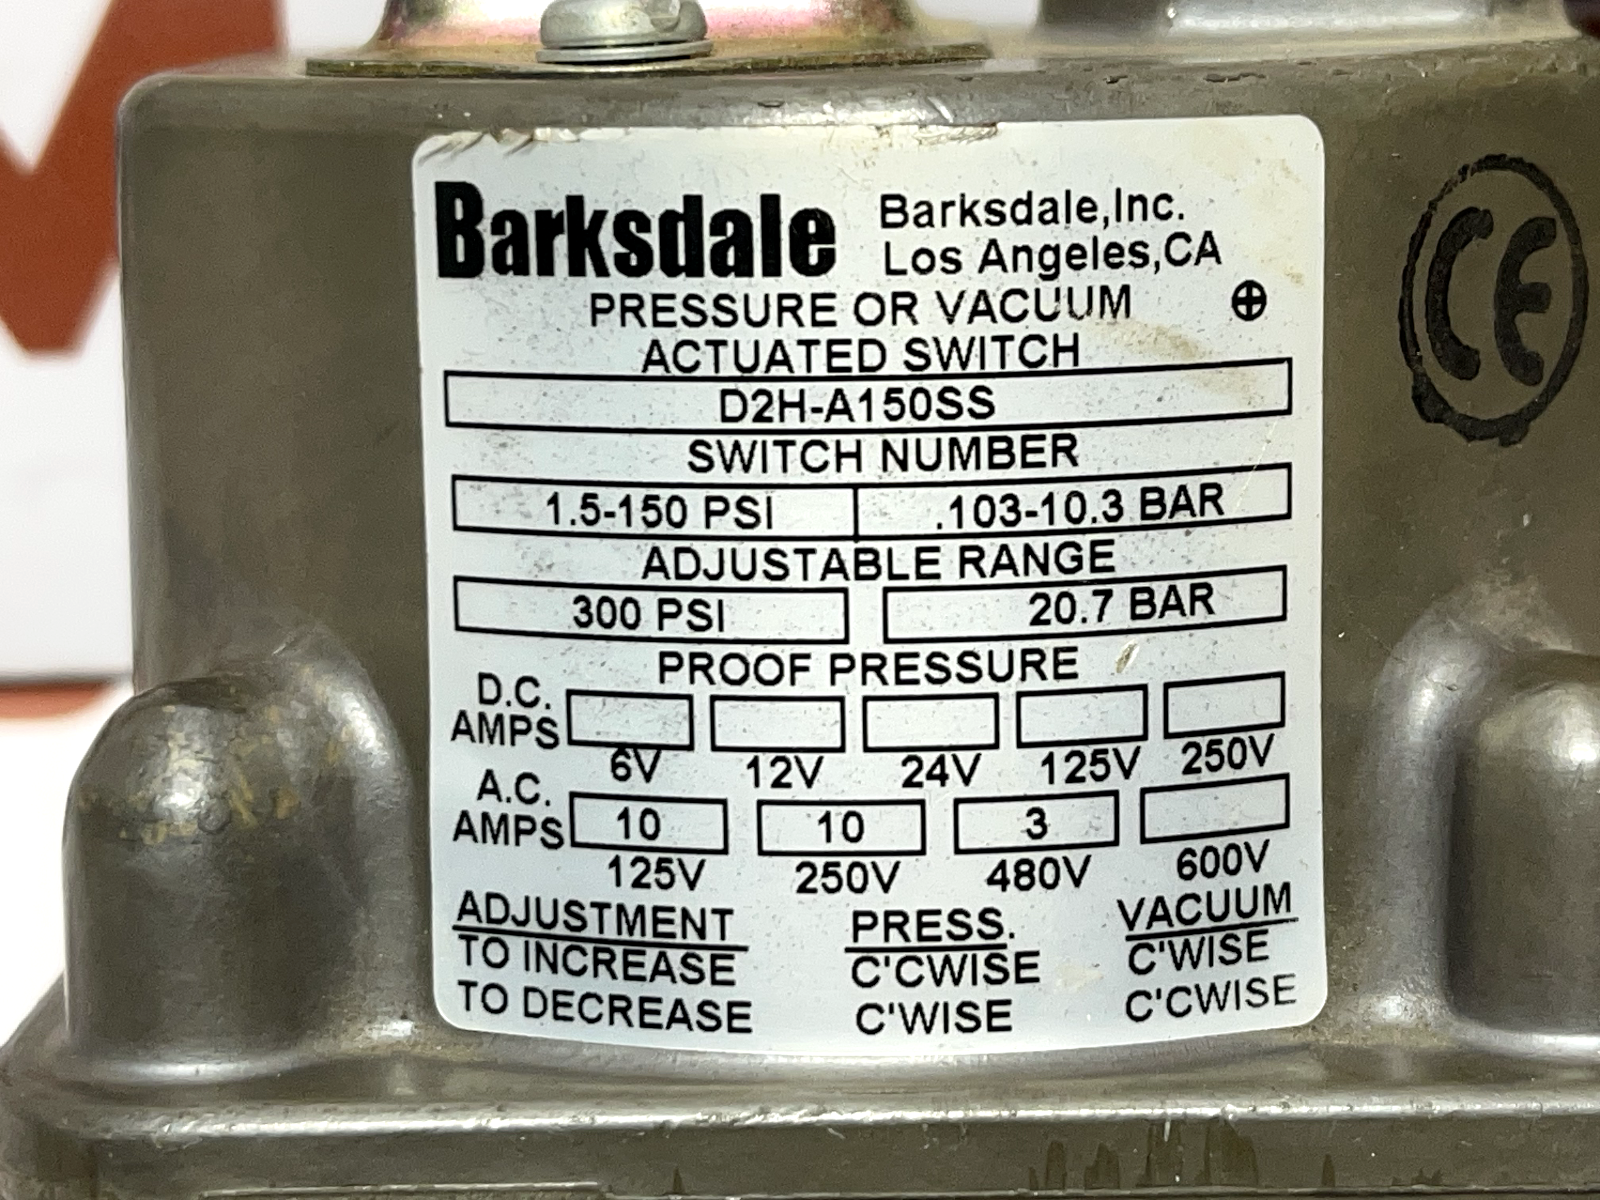 Barksdale
Barksdale,Inc.
Los Angeles,CA
PRESSURE OR VACUUM
ACTUATED SWITCH
D2H-A150SS
SWITCH NUMBER
1.5-150 PSI .103-10.3 BAR
ADJUSTABLE RANGE
300 PSI 20.7 BAR
PROOF PRESSURE
D.C.
AMPS
6V 12V 24V 125V 250V
A.C.
AMPS 10 10 3
125V 250V 480V 600V
ADJUSTMENT PRESS. VACUUM
TO INCREASE C'CWISE C'WISE
TO DECREASE C'WISE C'CWISE
CE